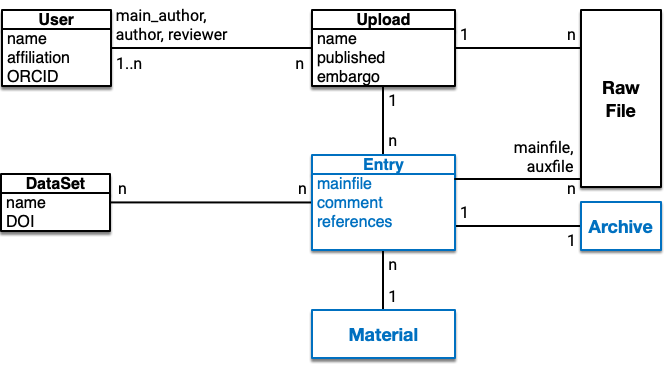 User
name
affiliation
ORCID
main_author,
author, reviewer
1..n
n
Upload
name
published
embargo
1
n
Raw
File
1
n
mainfile,
auxfile
n
Entry
mainfile
comment
references
DataSet
name
DOI
n
n
1
1
Archive
n
1
Material